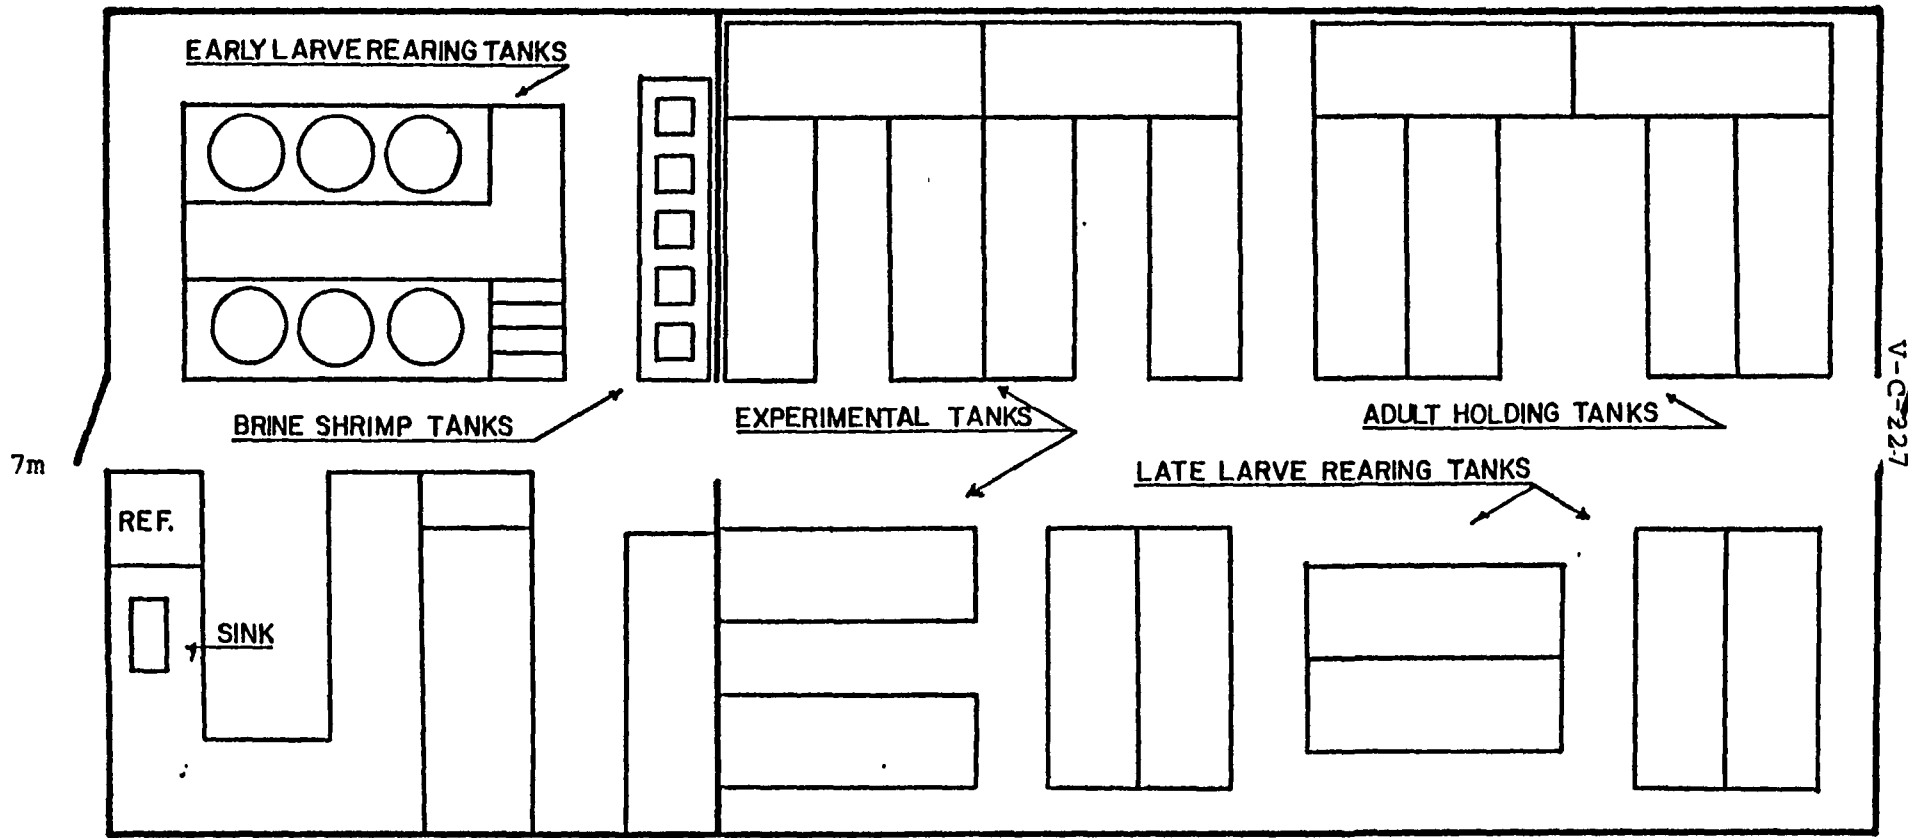 EARLY LARVE REARING TANKS
BRINE SHRIMP TANKS
EXPERIMENTAL TANKS
ADULT HOLDING TANKS
7m
LATE LARVE REARING TANKS
REF.
SINK
V-C-22-7